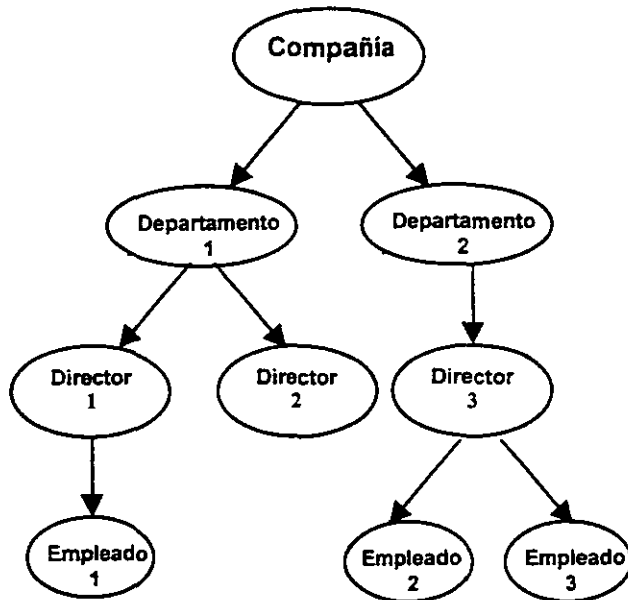 Compañía
Departamento
1
Departamento
2
Director
1
Director
2
Director
3
Empleado
1
Empleado
2
Empleado
3